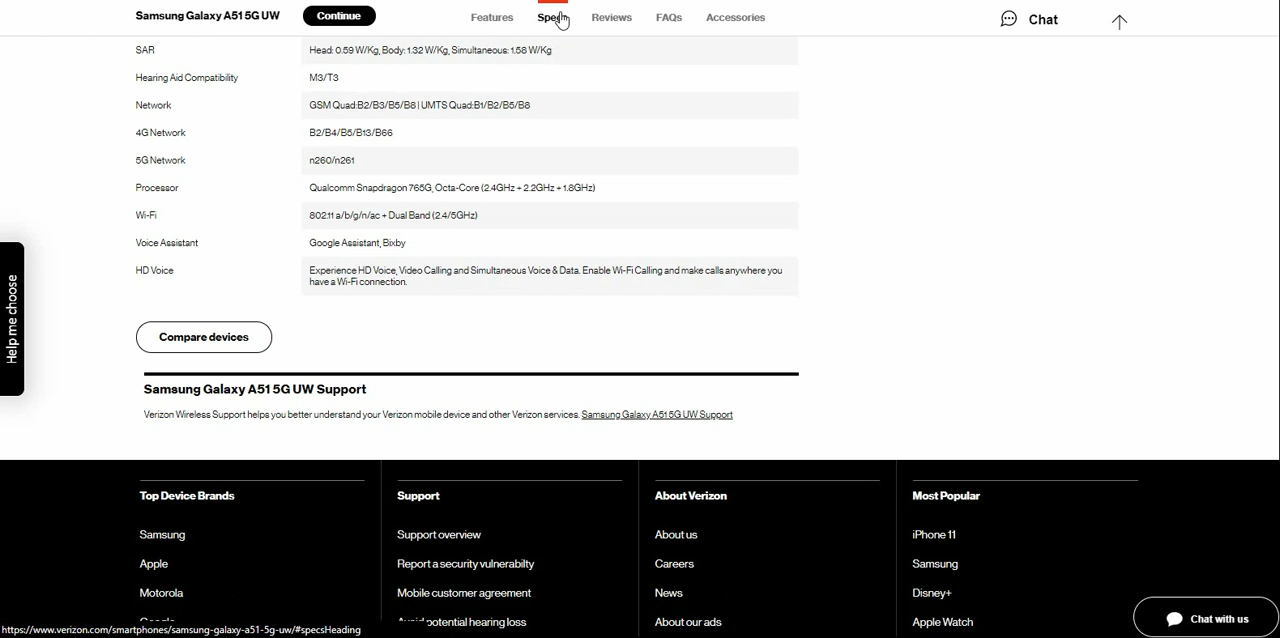 Samsung Galaxy A51 5G UW
Continue
Features
Specs
Reviews
FAQs
Accessories
Chat
SAR
Head: 0.59 W/Kg, Body: 1.32 W/Kg, Simultaneous: 1.58 W/Kg
Hearing Aid Compatibility
M3/T3
Network
GSM Quad:B2/B3/B5/B8 | UMTS Quad:B1/B2/B5/B8
4G Network
B2/B4/B5/B13/B66
5G Network
n260/n261
Processor
Qualcomm Snapdragon 765G, Octa-Core (2.4GHz + 2.2GHz + 1.8GHz)
Wi-Fi
802.11 a/b/g/n/ac + Dual Band (2.4/5GHz)
Voice Assistant
Google Assistant, Bixby
HD Voice
Experience HD Voice, Video Calling and Simultaneous Voice & Data. Enable Wi-Fi Calling and make calls anywhere you
have a Wi-Fi connection.
Help me choose
Compare devices
Samsung Galaxy A51 5G UW Support
Verizon Wireless Support helps you better understand your Verizon mobile device and other Verizon services. Samsung Galaxy A51 5G UW Support
Top Device Brands
Samsung
Apple
Motorola
Google
Support
Support overview
Report a security vulnerabilty
Mobile customer agreement
Avoid potential hearing loss
About Verizon
About us
Careers
News
About our ads
Most Popular
iPhone 11
Samsung
Disney+
Apple Watch
Chat with us
https://www.verizon.com/smartphones/samsung-galaxy-a51-5g-uw/#specsHeading